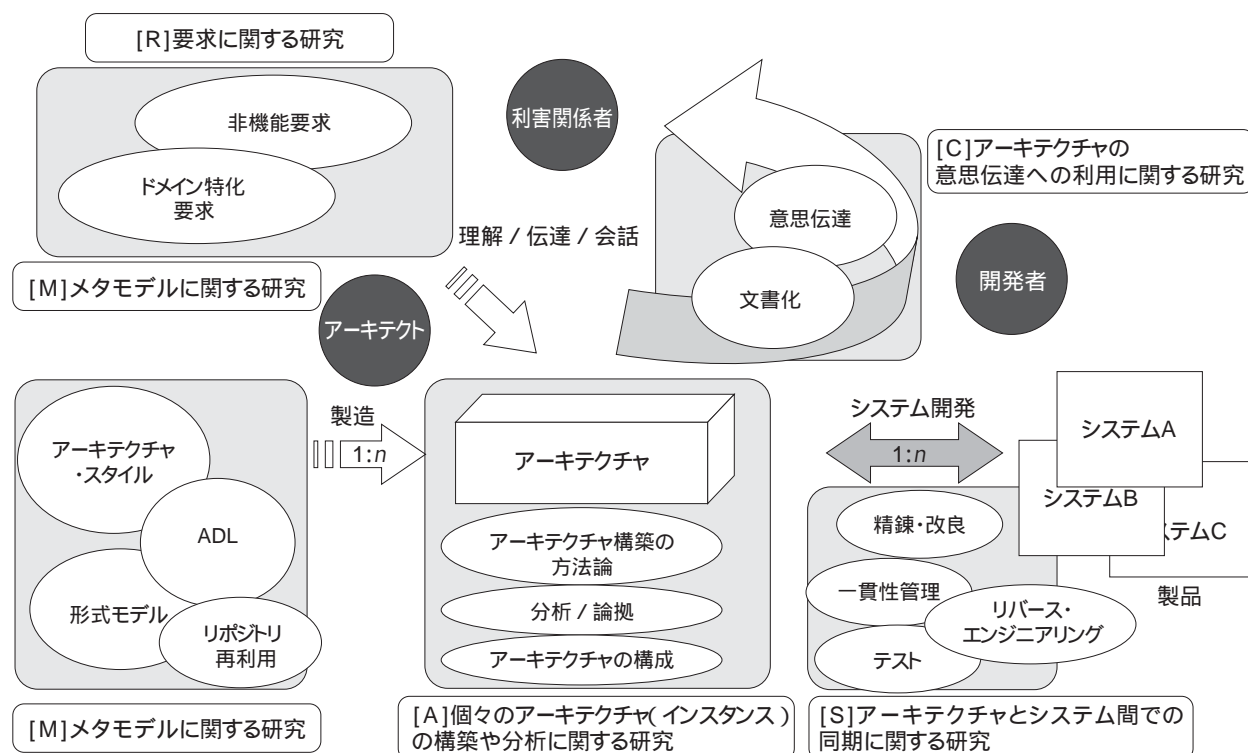 [R]要求に関する研究
非機能要求
ドメイン特化
要求
[M]メタモデルに関する研究
利害関係者
理解 / 伝達 / 会話
アーキテクト
[C]アーキテクチャの
意思伝達への利用に関する研究
意思伝達
文書化
開発者
アーキテクチャ
・スタイル
ADL
形式モデル
リポジトリ
再利用
[M]メタモデルに関する研究
製造
1:n
アーキテクチャ
アーキテクチャ構築の
方法論
分析 / 論拠
アーキテクチャの構成
[A]個々のアーキテクチャ(インスタンス)
の構築や分析に関する研究
システム開発
1:n
システムA
システムB
ステムC
製品
精錬・改良
一貫性管理
リバース・
エンジニアリング
テスト
[S]アーキテクチャとシステム間での
同期に関する研究